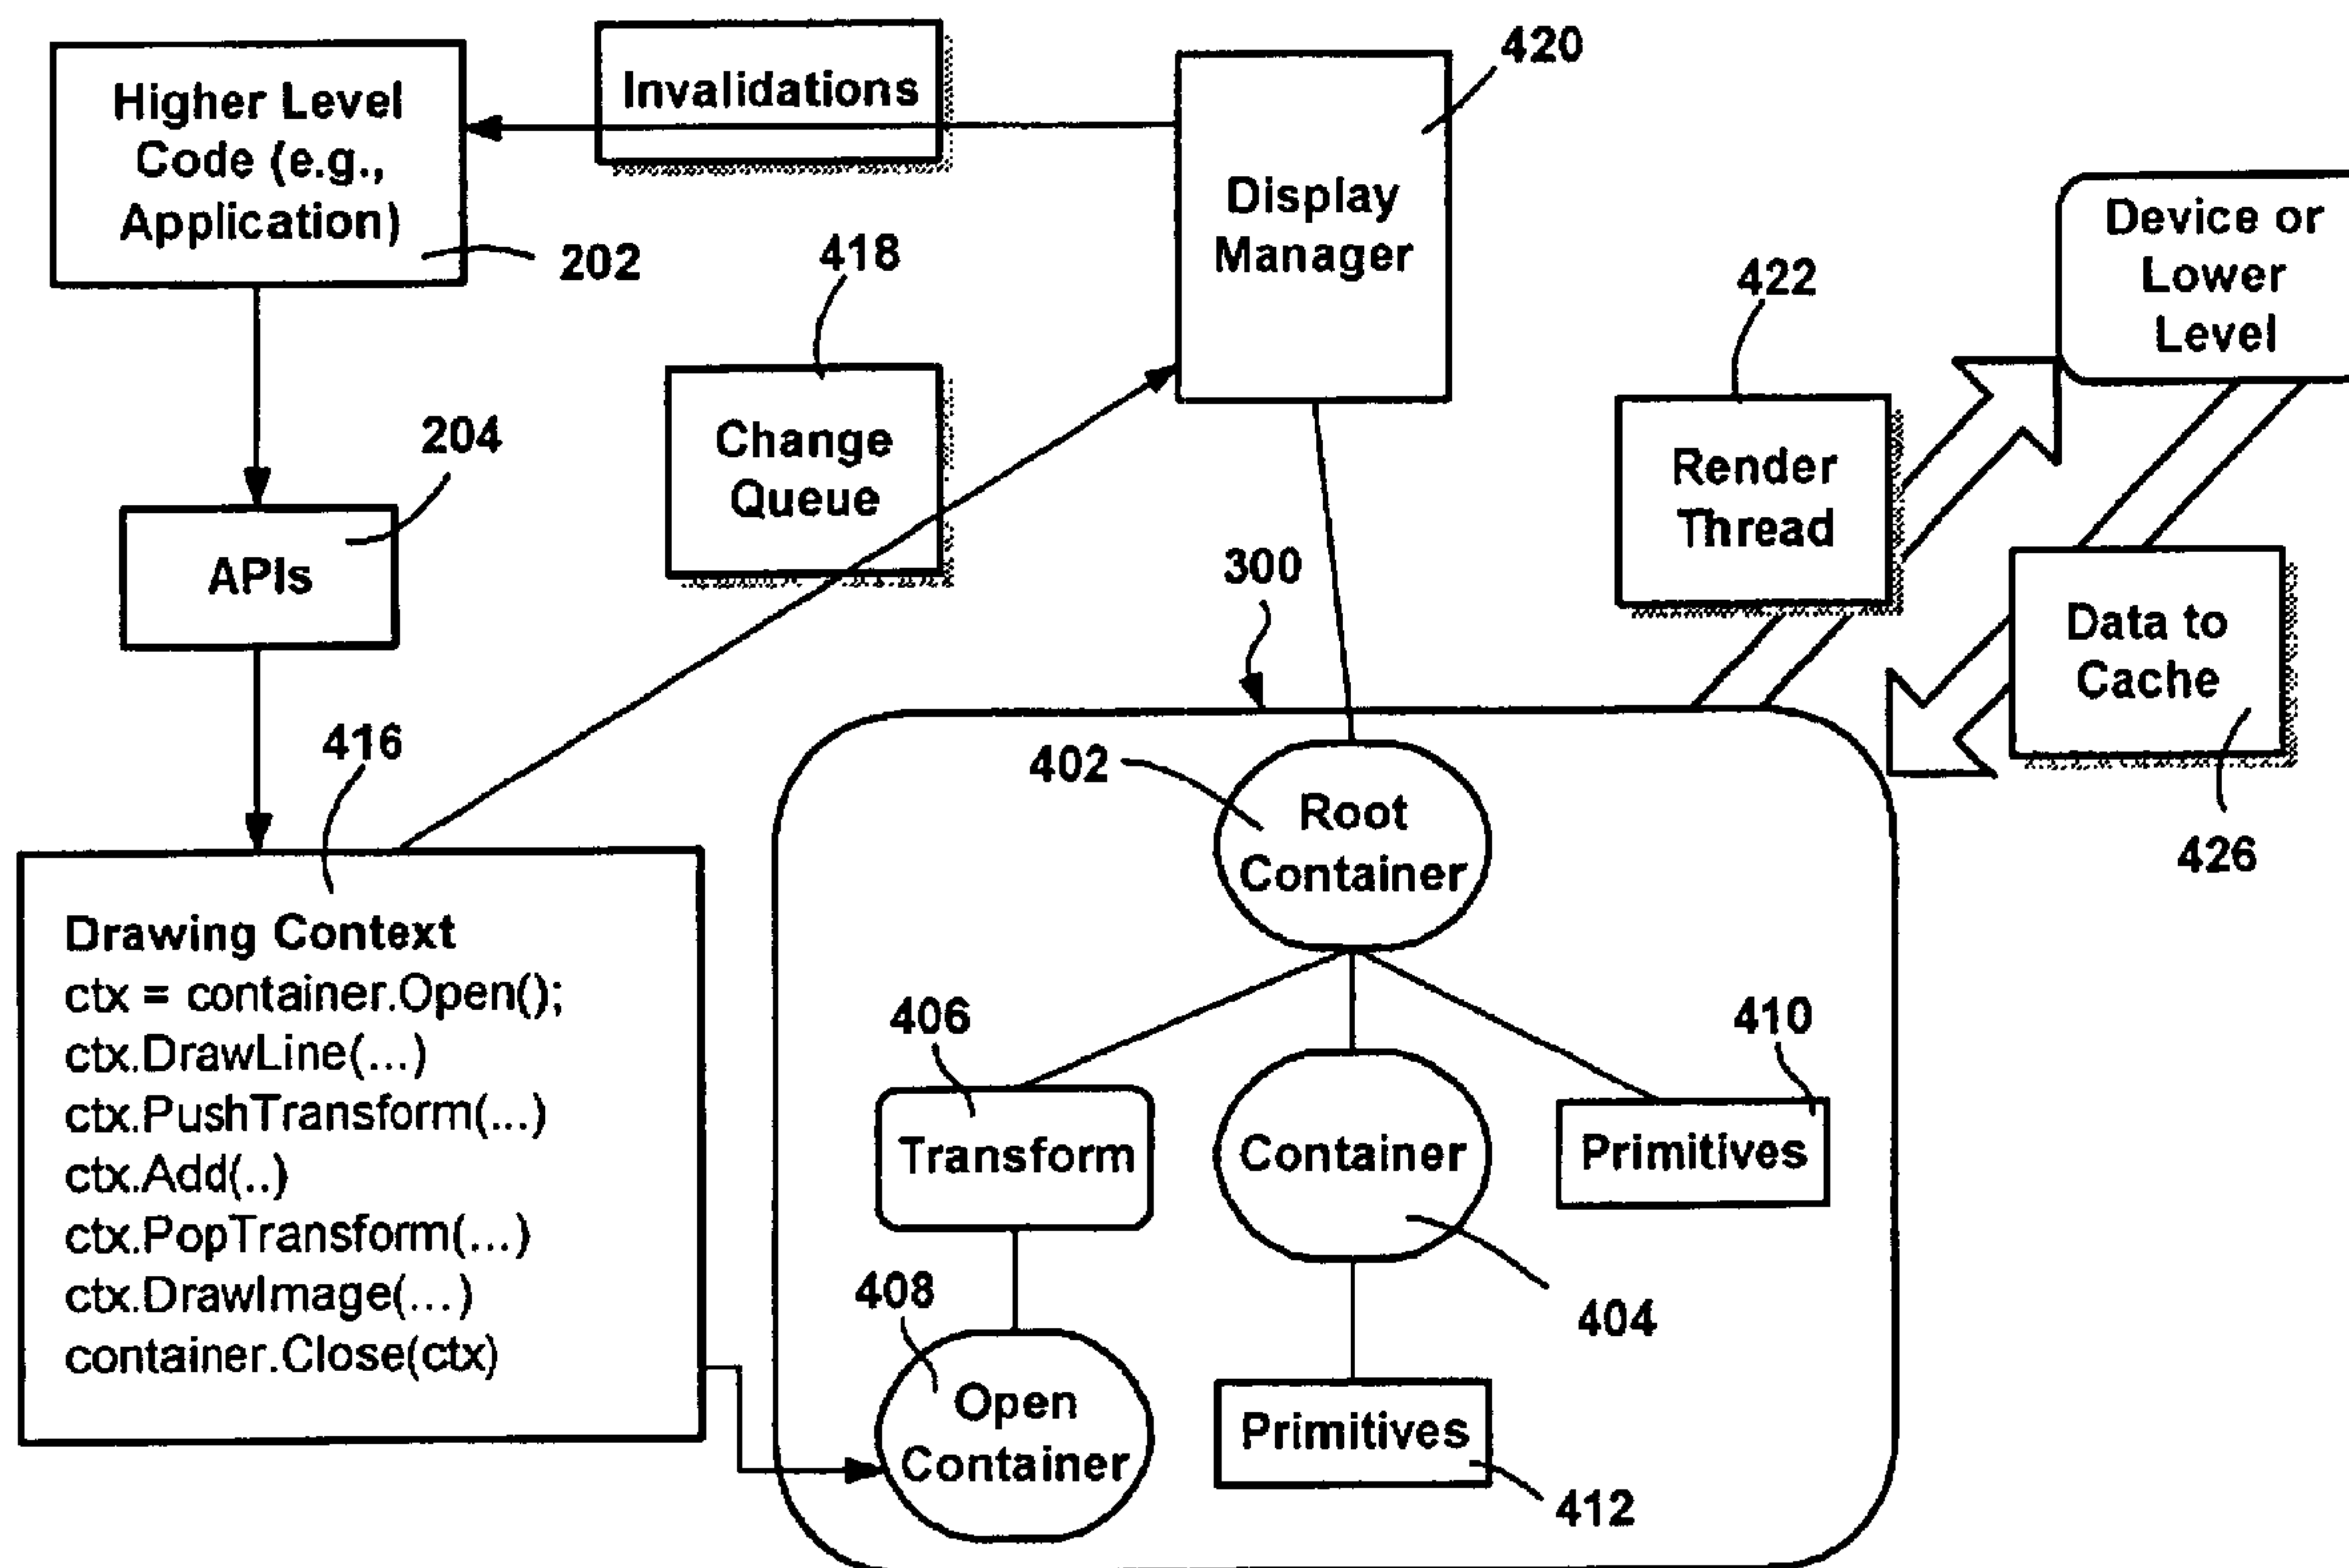 Higher Level
Code (e.g.,
Application)
202
Invalidations
Display
Manager
420
418
Change
Queue
422
Render
Thread
Device or
Lower
Level
204
APIs
Data to
Cache
426
300
416
Drawing Context
ctx = container.Open();
ctx.DrawLine(...)
ctx.PushTransform(...)
ctx.Add(..)
ctx.PopTransform(...)
ctx.DrawImage(...)
container.Close(ctx)
402
Root
Container
406
Transform
Container
404
410
Primitives
408
Open
Container
Primitives
412